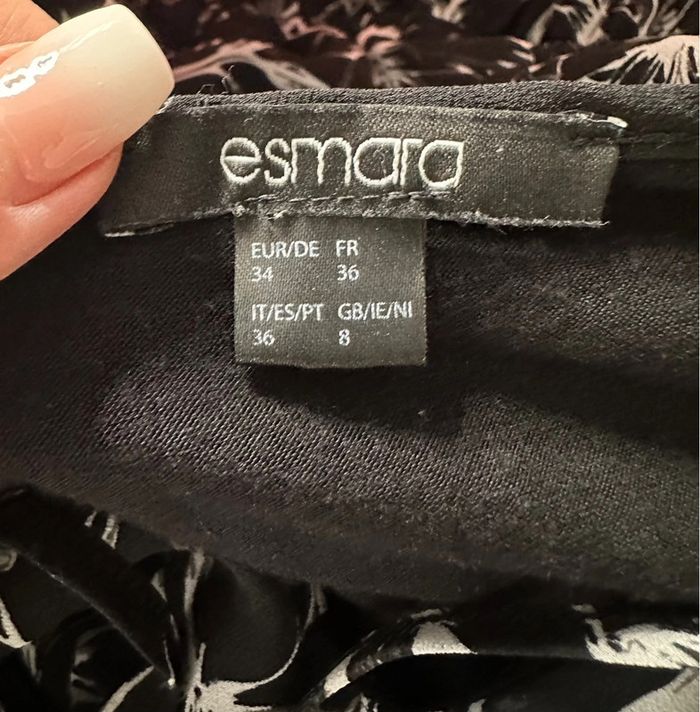 esmara
EUR/DE FR
34 36
IT/ES/PT GB/IE/NI
36 8